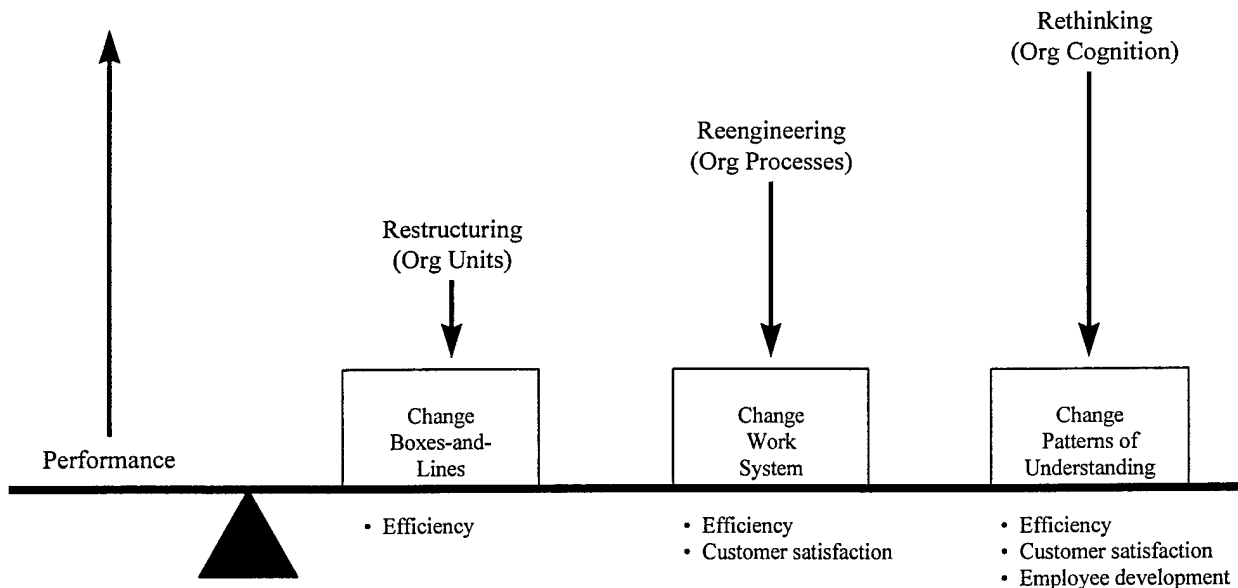 Rethinking
(Org Cognition)
Reengineering
(Org Processes)
Restructuring
(Org Units)
Performance
Change
Boxes-and-
Lines
Change
Work
System
Change
Patterns of
Understanding
• Efficiency
• Efficiency
• Customer satisfaction
• Efficiency
• Customer satisfaction
• Employee development